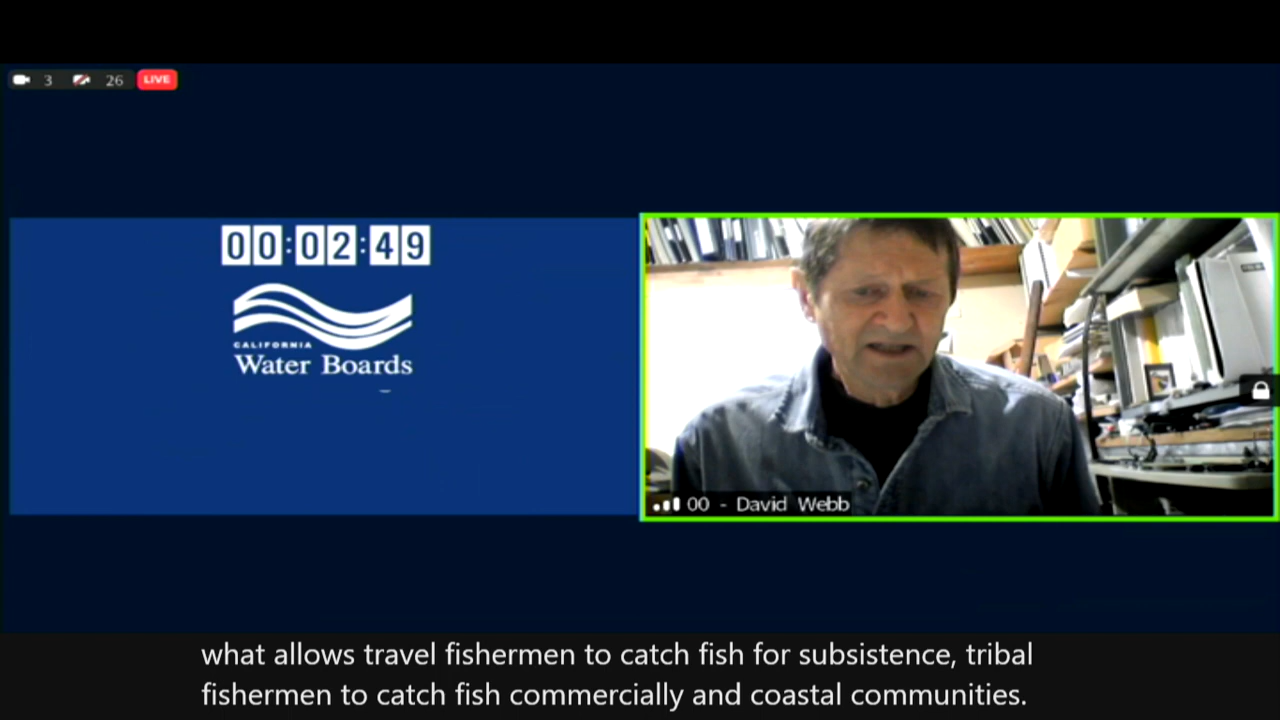 3 26 LIVE
00:02:49
CALIFORNIA
Water Boards
00 - David Webb
what allows travel fishermen to catch fish for subsistence, tribal
fishermen to catch fish commercially and coastal communities.